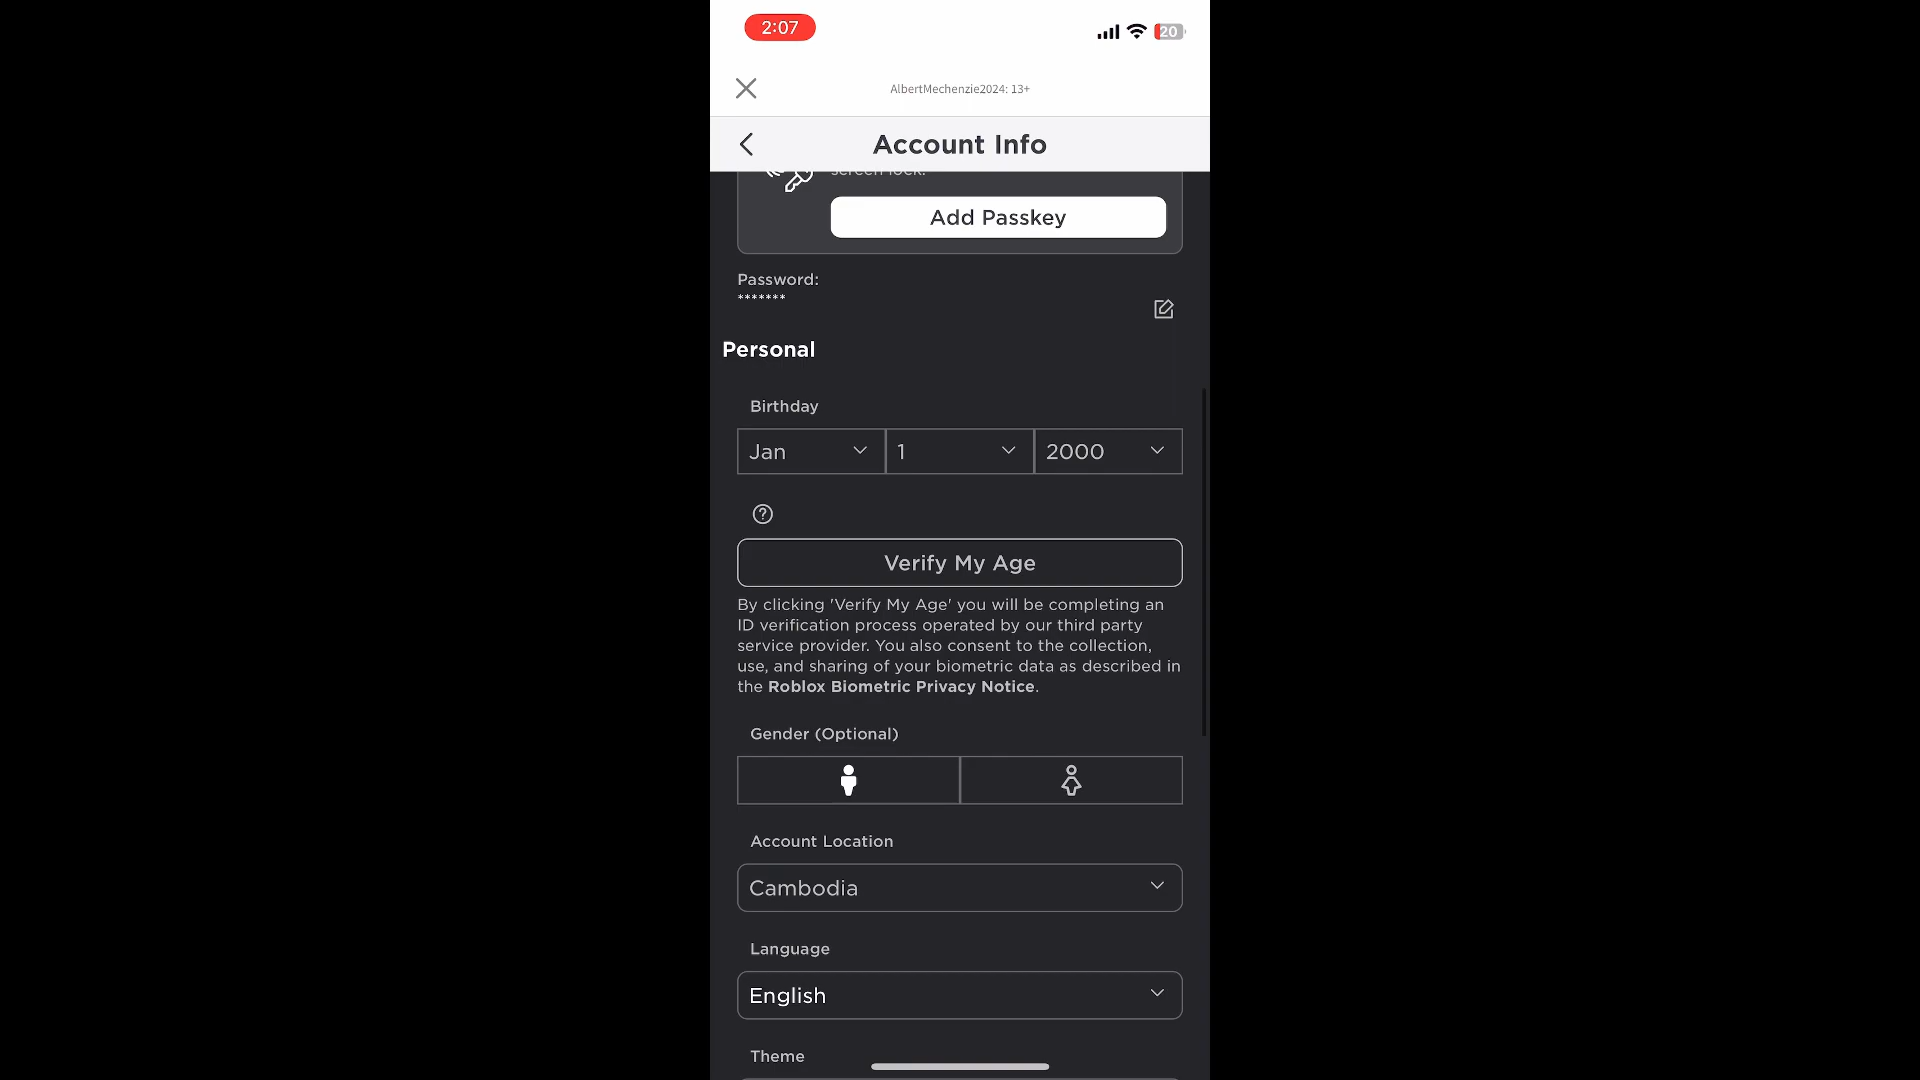 2:07
20
AlbertMechenzie2024: 13+
Account Info
screen lock.
Add Passkey
Password:
*******
Personal
Birthday
Jan 1 2000
Verify My Age
By clicking 'Verify My Age' you will be completing an
ID verification process operated by our third party
service provider. You also consent to the collection,
use, and sharing of your biometric data as described in
the Roblox Biometric Privacy Notice.
Gender (Optional)
Account Location
Cambodia
Language
English
Theme